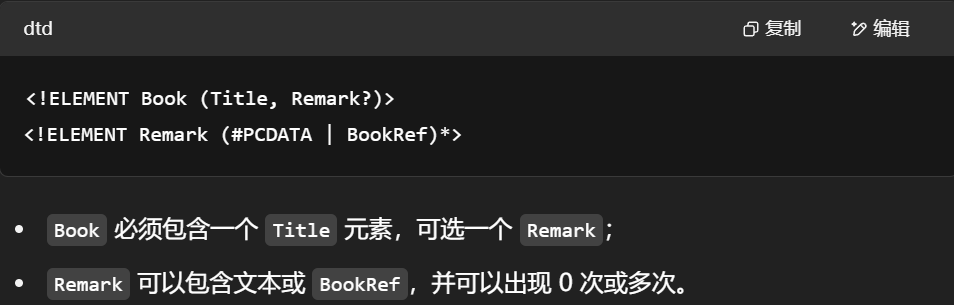 dtd 复制 编辑
<!ELEMENT Book (Title, Remark?)>
<!ELEMENT Remark (#PCDATA | BookRef)*>
• Book 必须包含一个 Title 元素，可选一个 Remark；
• Remark 可以包含文本或 BookRef，并可以出现 0 次或多次。